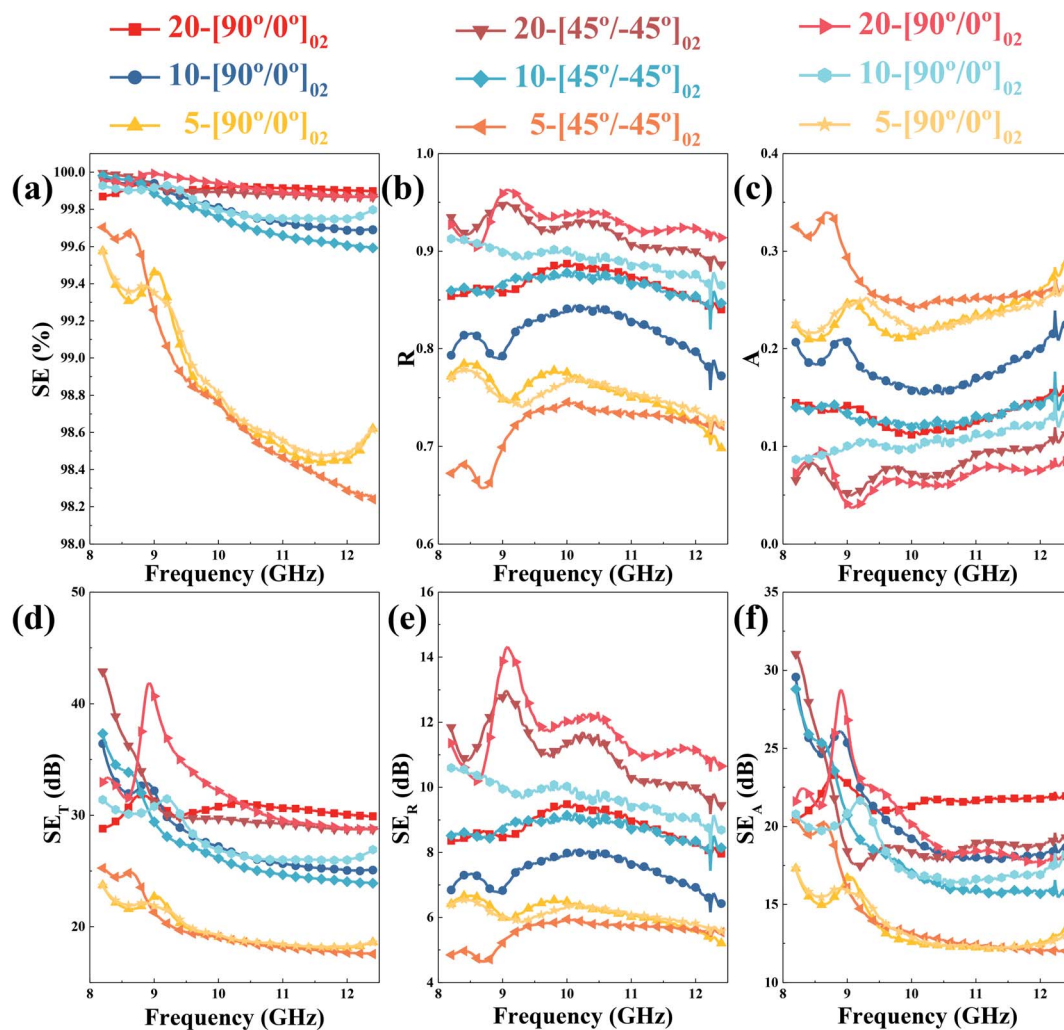 20-[90º/0º]02 20-[45º/-45º]02 20-[90º/0º]02
10-[90º/0º]02 10-[45º/-45º]02 10-[90º/0º]02
5-[90º/0º]02 5-[45º/-45º]02 5-[90º/0º]02
(a)
SE (%)
100.0
99.8
99.6
99.4
99.2
99.0
98.8
98.6
98.4
98.2
98.0
8 9 10 11 12
Frequency (GHz)
(b)
R
1.0
0.9
0.8
0.7
0.6
8 9 10 11 12
Frequency (GHz)
(c)
A
0.4
0.3
0.2
0.1
0.0
8 9 10 11 12
Frequency (GHz)
(d)
SET (dB)
50
40
30
20
8 9 10 11 12
Frequency (GHz)
(e)
SER (dB)
16
14
12
10
8
6
4
8 9 10 11 12
Frequency (GHz)
(f)
SEA (dB)
35
30
25
20
15
10
8 9 10 11 12
Frequency (GHz)